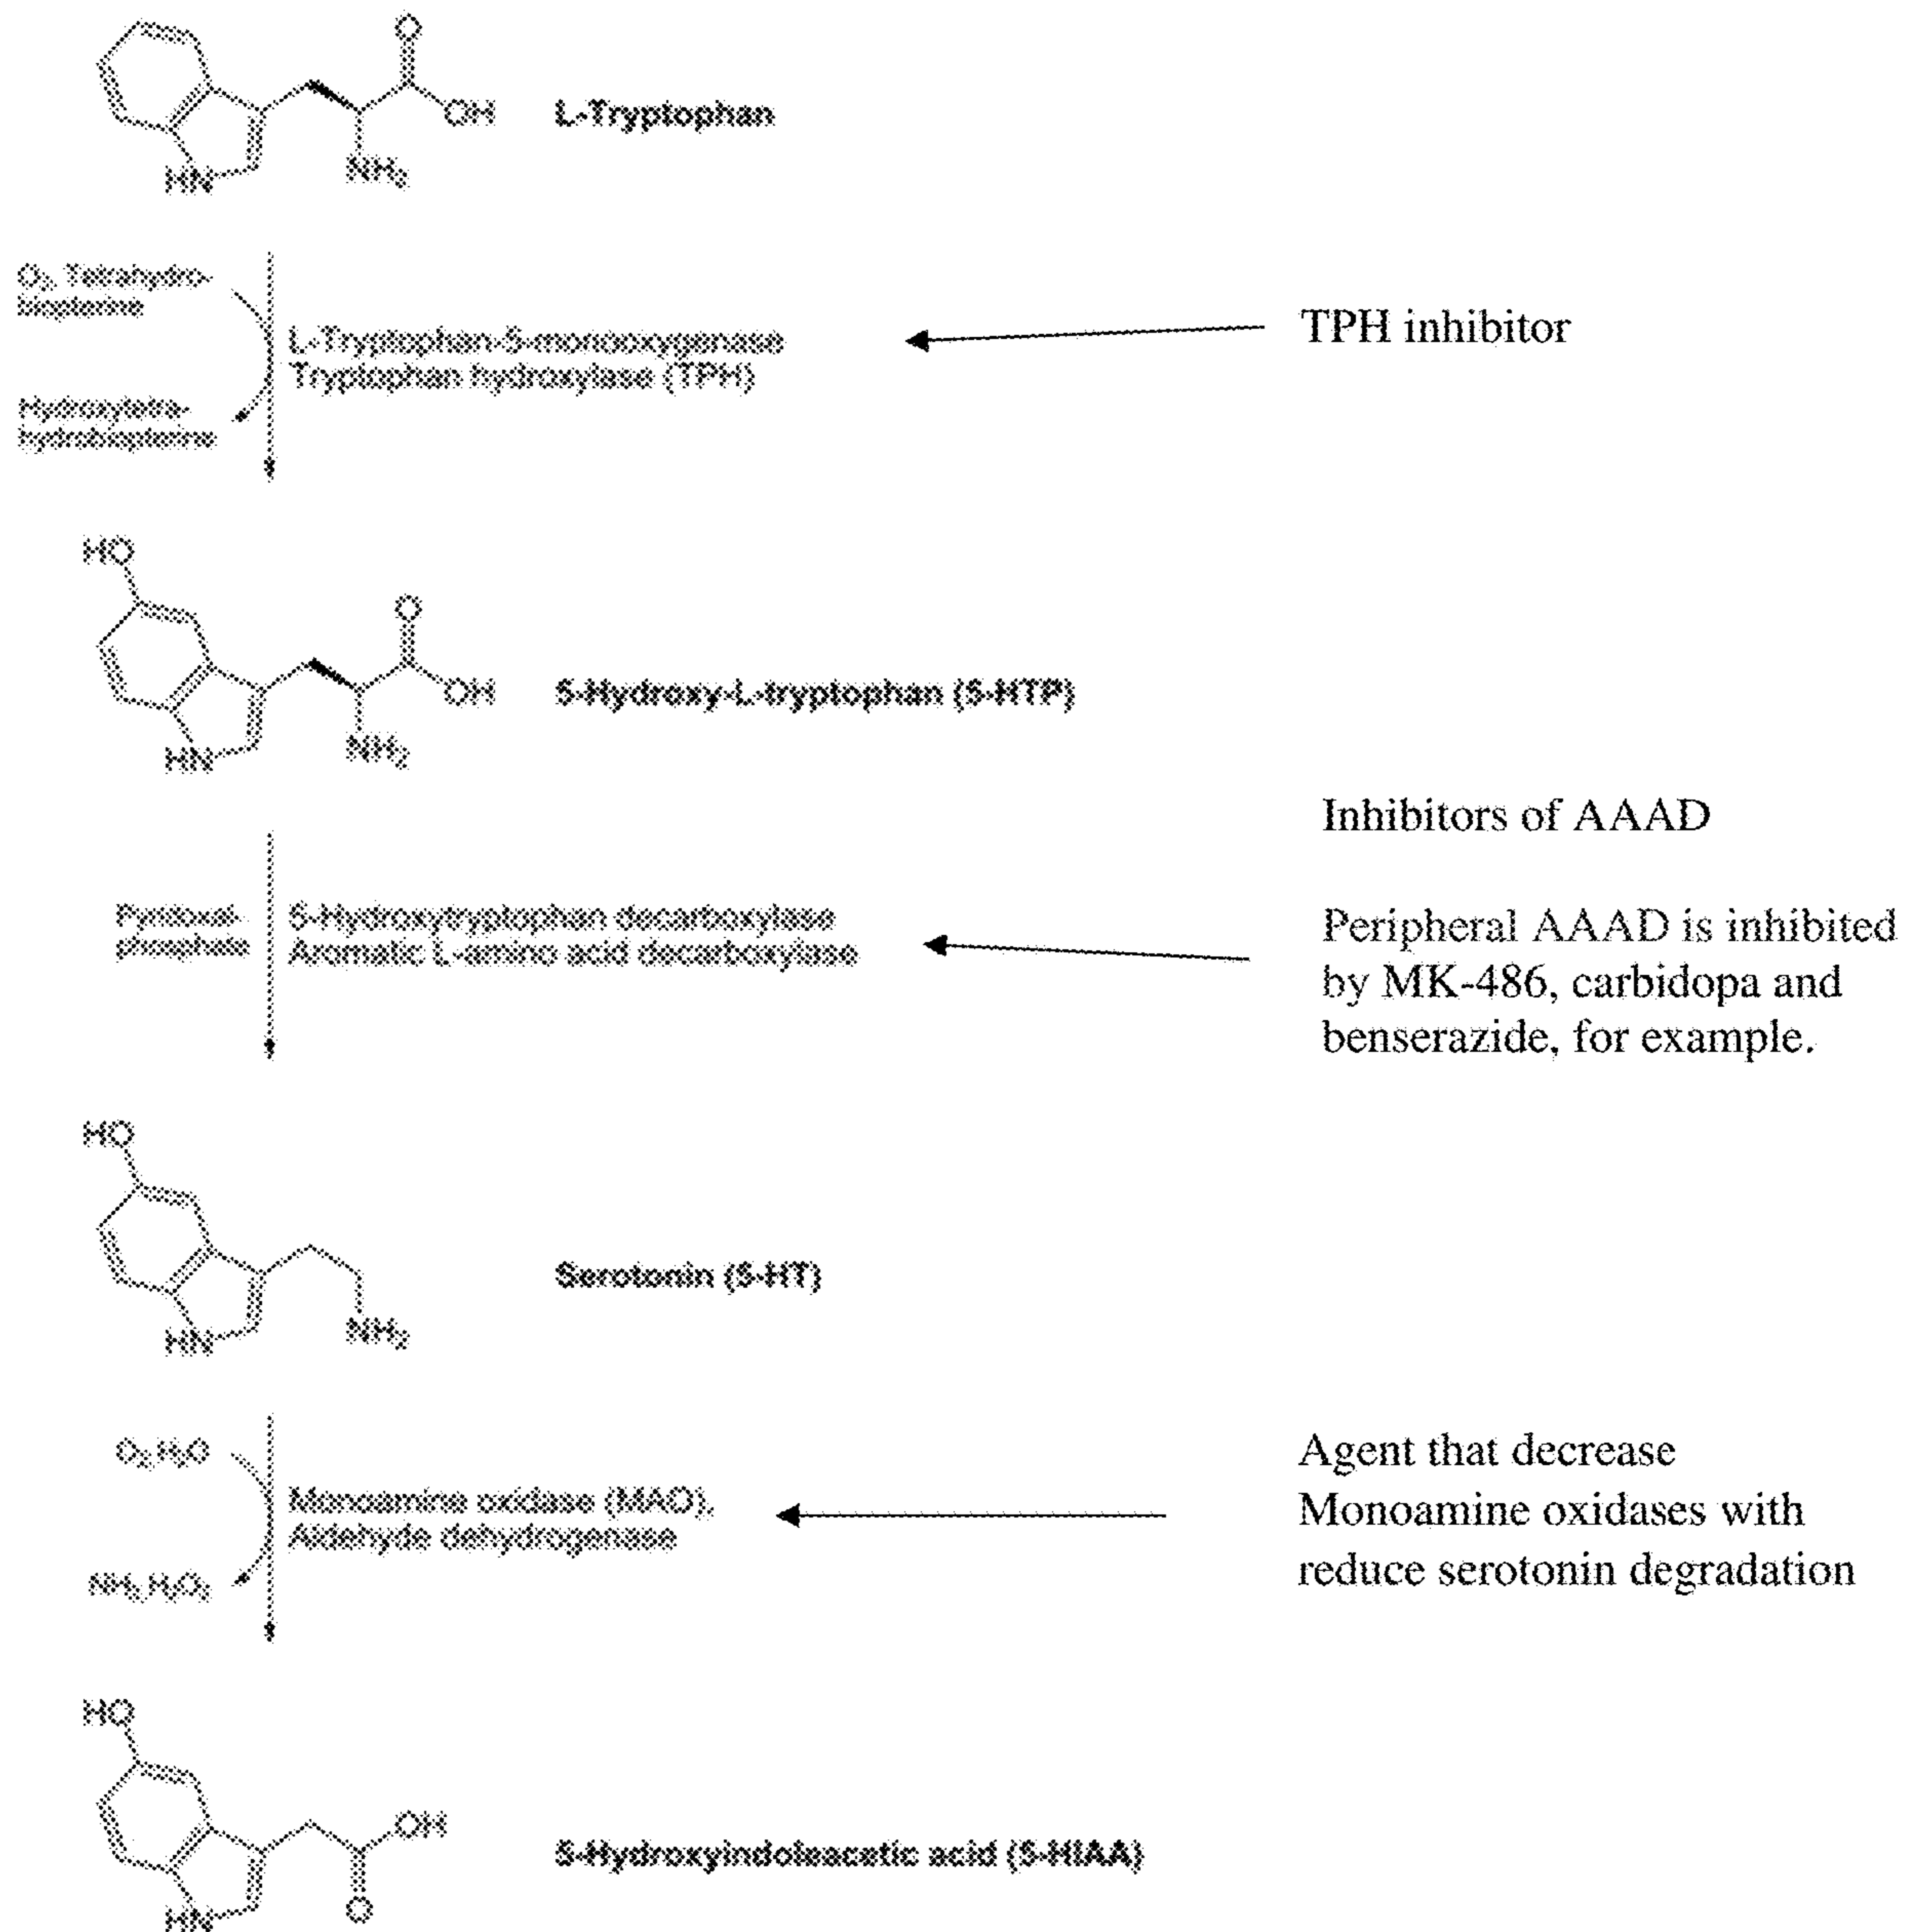 O
OH
L-Tryptophan
HN
NH2
O2, Tetrahydro-
biopterine
L-Tryptophan-5-monooxygenase
Tryptophan hydroxylase (TPH)
TPH inhibitor
Hydroxytetra-
hydrobiopterine
HO
O
OH
5-Hydroxy-L-tryptophan (5-HTP)
HN
NH2
Inhibitors of AAAD
Pyridoxal-
phosphate
5-Hydroxytryptophan decarboxylase
Aromatic L-amino acid decarboxylase
Peripheral AAAD is inhibited
by MK-486, carbidopa and
benserazide, for example.
HO
Serotonin (5-HT)
HN
NH2
O2 H2O
Monoamine oxidase (MAO),
Aldehyde dehydrogenase
NH3 H2O2
Agent that decrease
Monoamine oxidases with
reduce serotonin degradation
HO
OH
5-Hydroxyindoleacetic acid (5-HIAA)
HN
O